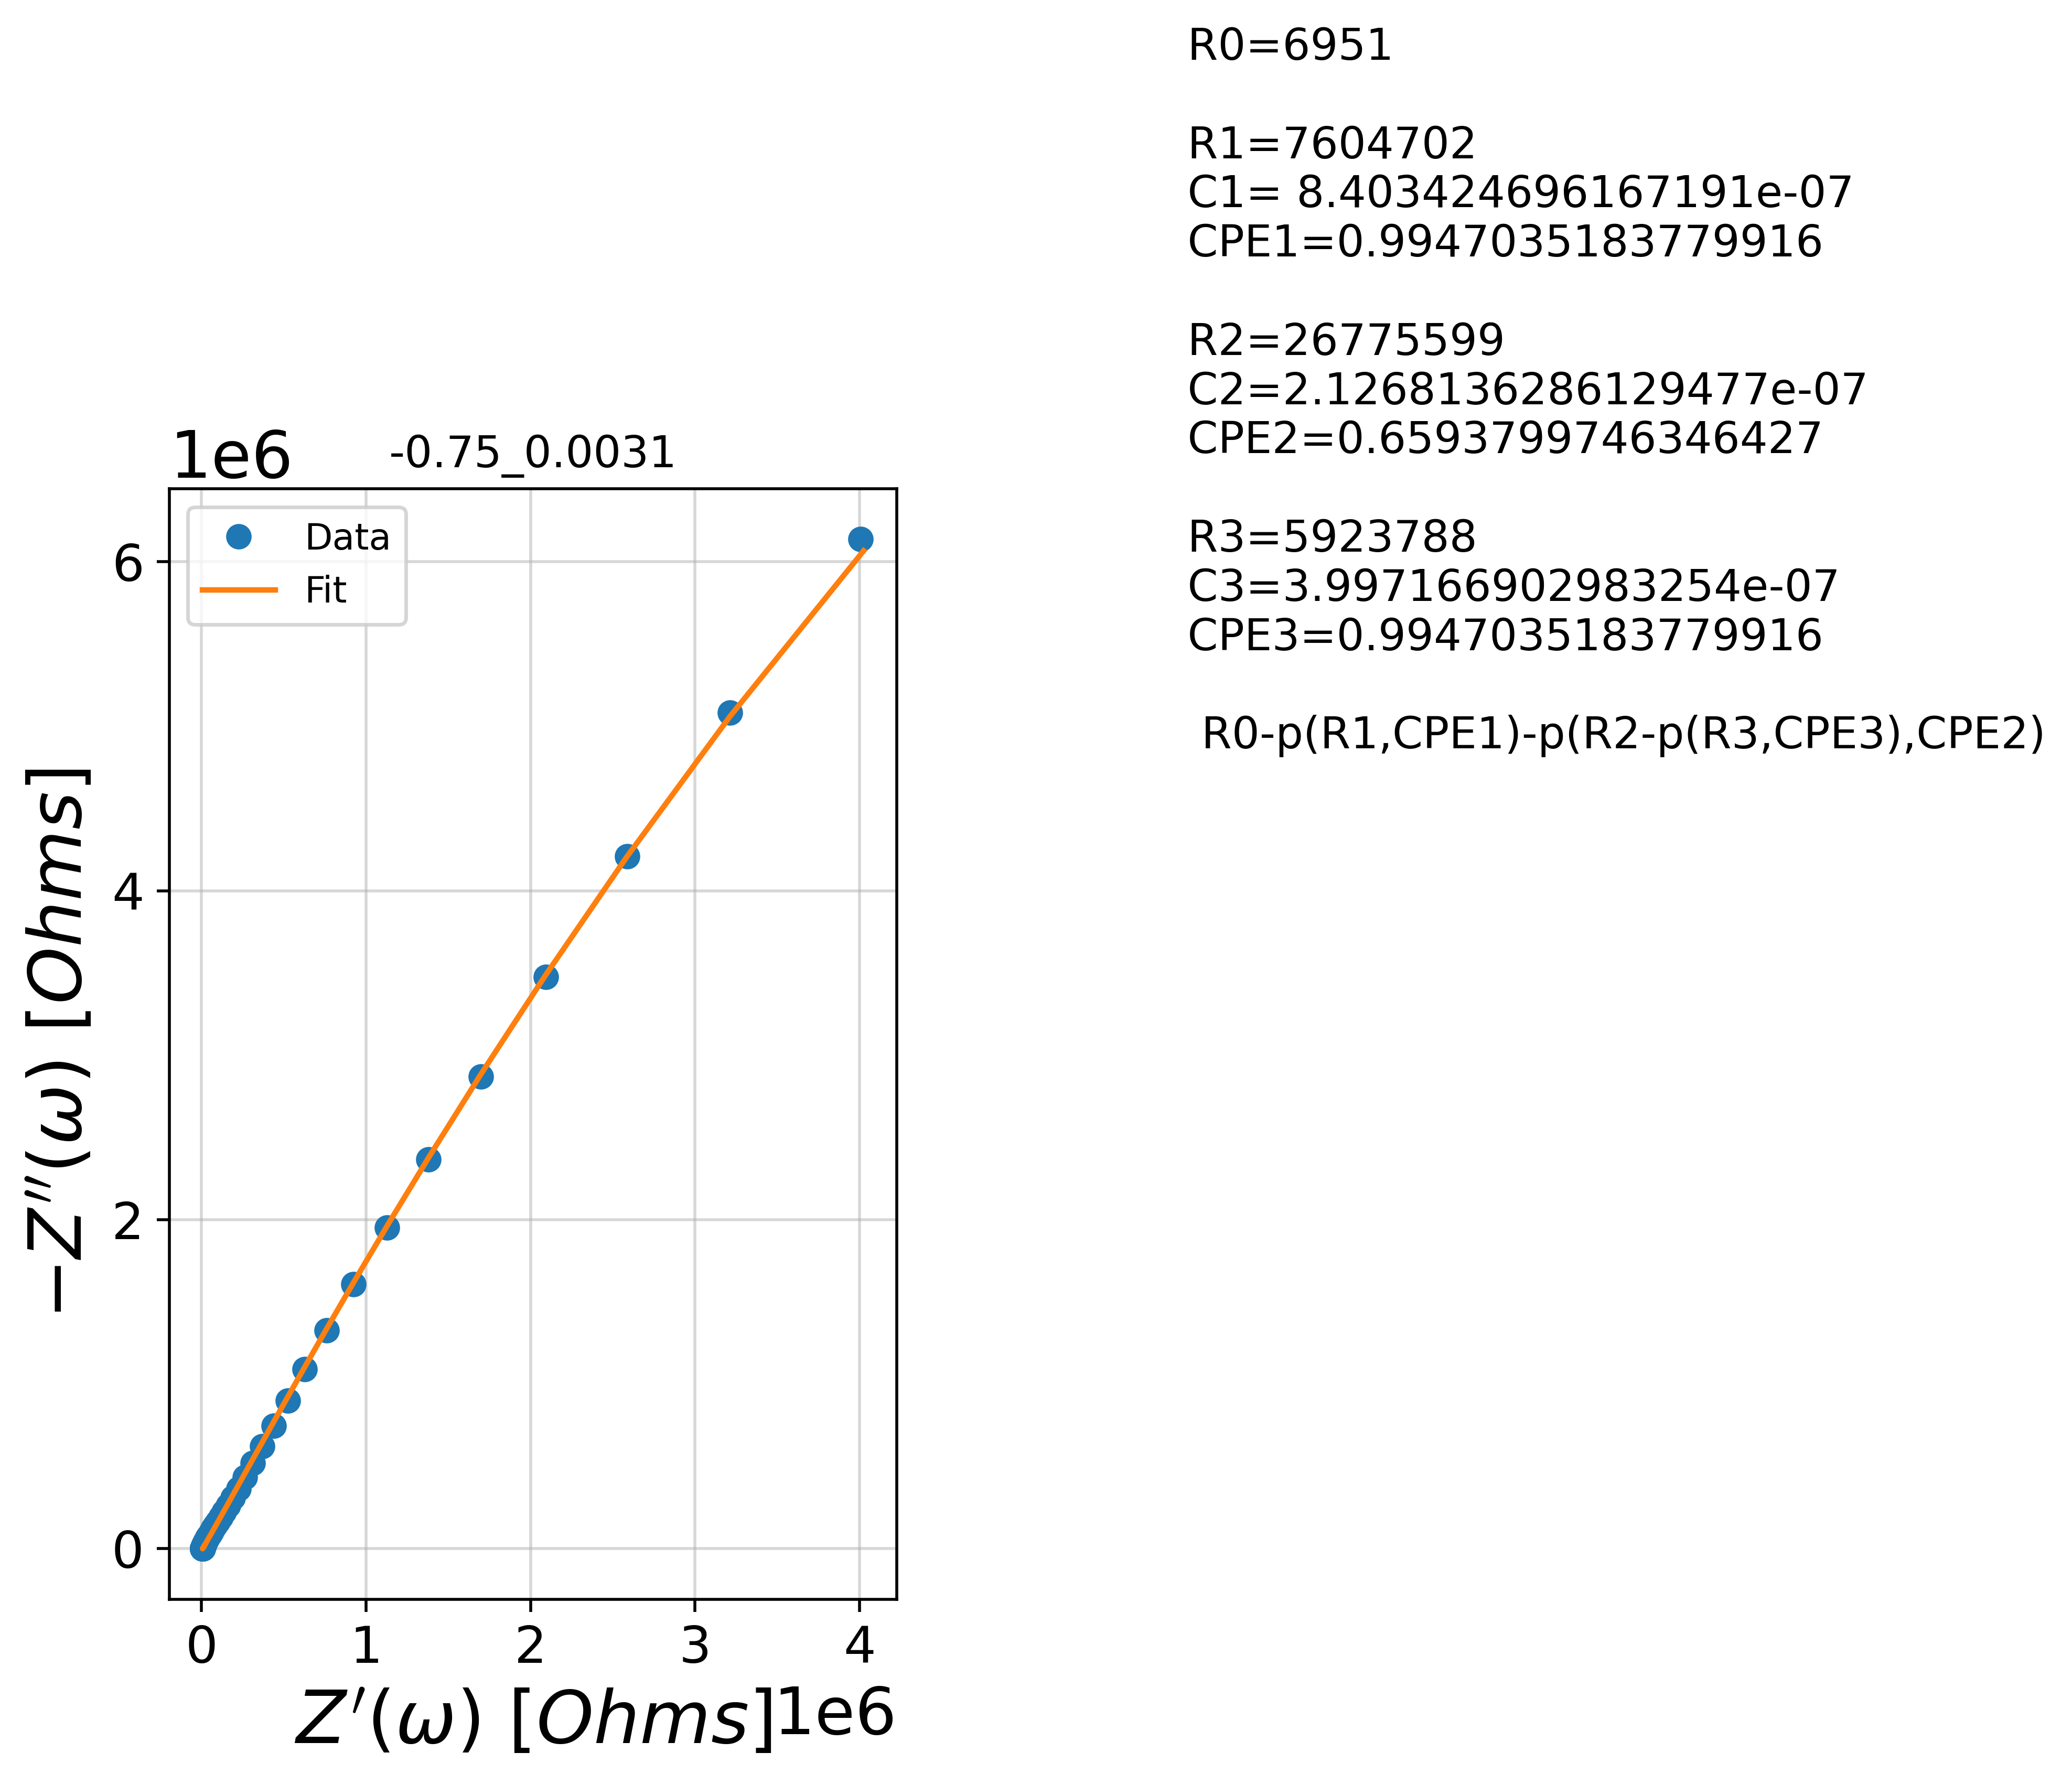 R0=6951
R1=7604702
C1= 8.403424696167191e-07
CPE1=0.9947035183779916
R2=26775599
C2=2.1268136286129477e-07
CPE2=0.6593799746346427
R3=5923788
C3=3.997166902983254e-07
CPE3=0.9947035183779916
R0-p(R1,CPE1)-p(R2-p(R3,CPE3),CPE2)
1e6
-0.75_0.0031
Data
Fit
6
4
2
0
−Z′′(ω) [Ohms]
0 1 2 3 4
Z′(ω) [Ohms]
1e6